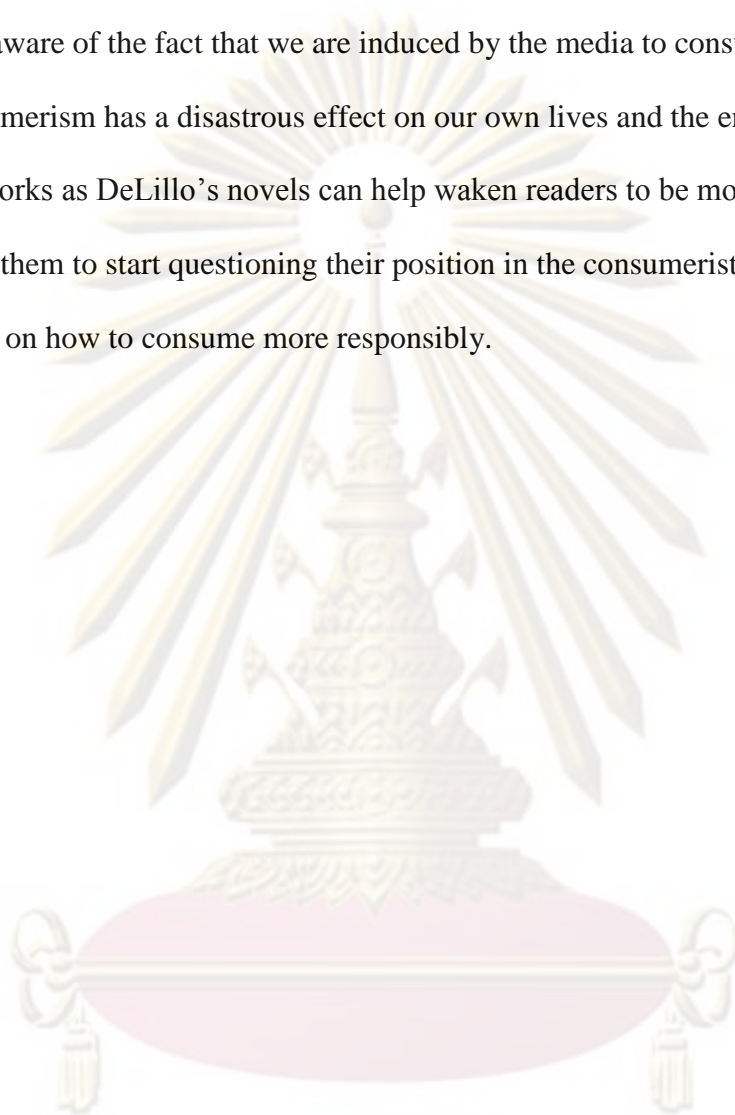 aware of the fact that we are induced by the media to
merism has a disastrous effect on our own lives and the
orks as DeLillo’s novels can help waken readers to be
them to start questioning their position in the consumerist
on how to consume more responsibly.